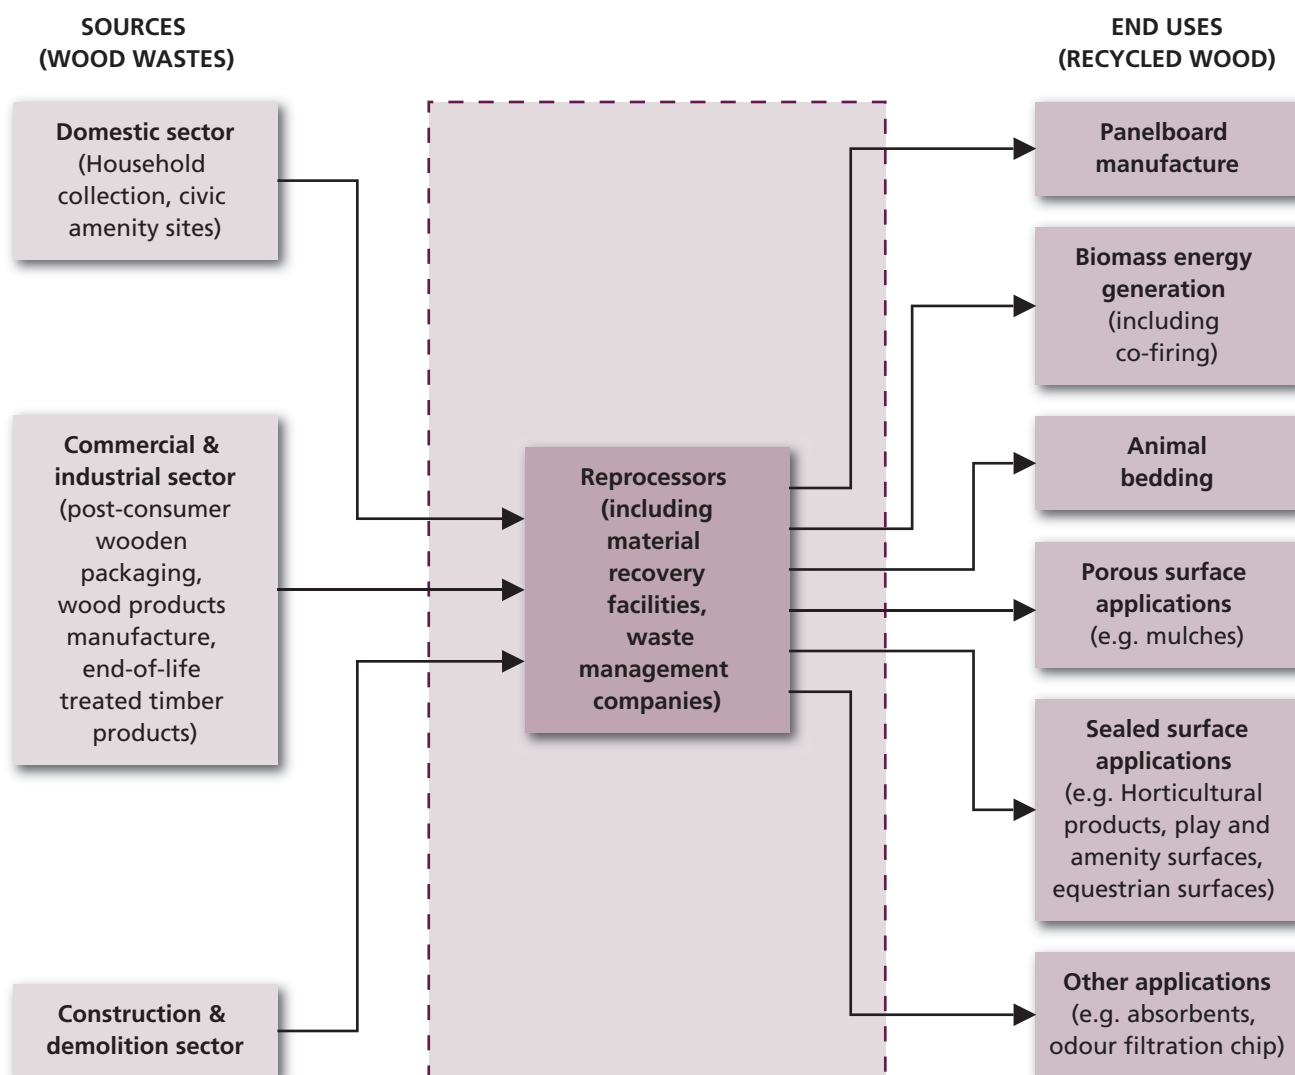 SOURCES
(WOOD WASTES)
END USES
(RECYCLED WOOD)
Domestic sector
(Household
collection, civic
amenity sites)
Commercial &
industrial sector
(post-consumer
wooden
packaging,
wood products
manufacture,
end-of-life
treated timber
products)
Construction &
demolition sector
Reprocessors
(including
material
recovery
facilities,
waste
management
companies)
Panelboard
manufacture
Biomass energy
generation
(including
co-firing)
Animal
bedding
Porous surface
applications
(e.g. mulches)
Sealed surface
applications
(e.g. Horticultural
products, play and
amenity surfaces,
equestrian surfaces)
Other applications
(e.g. absorbents,
odour filtration chip)